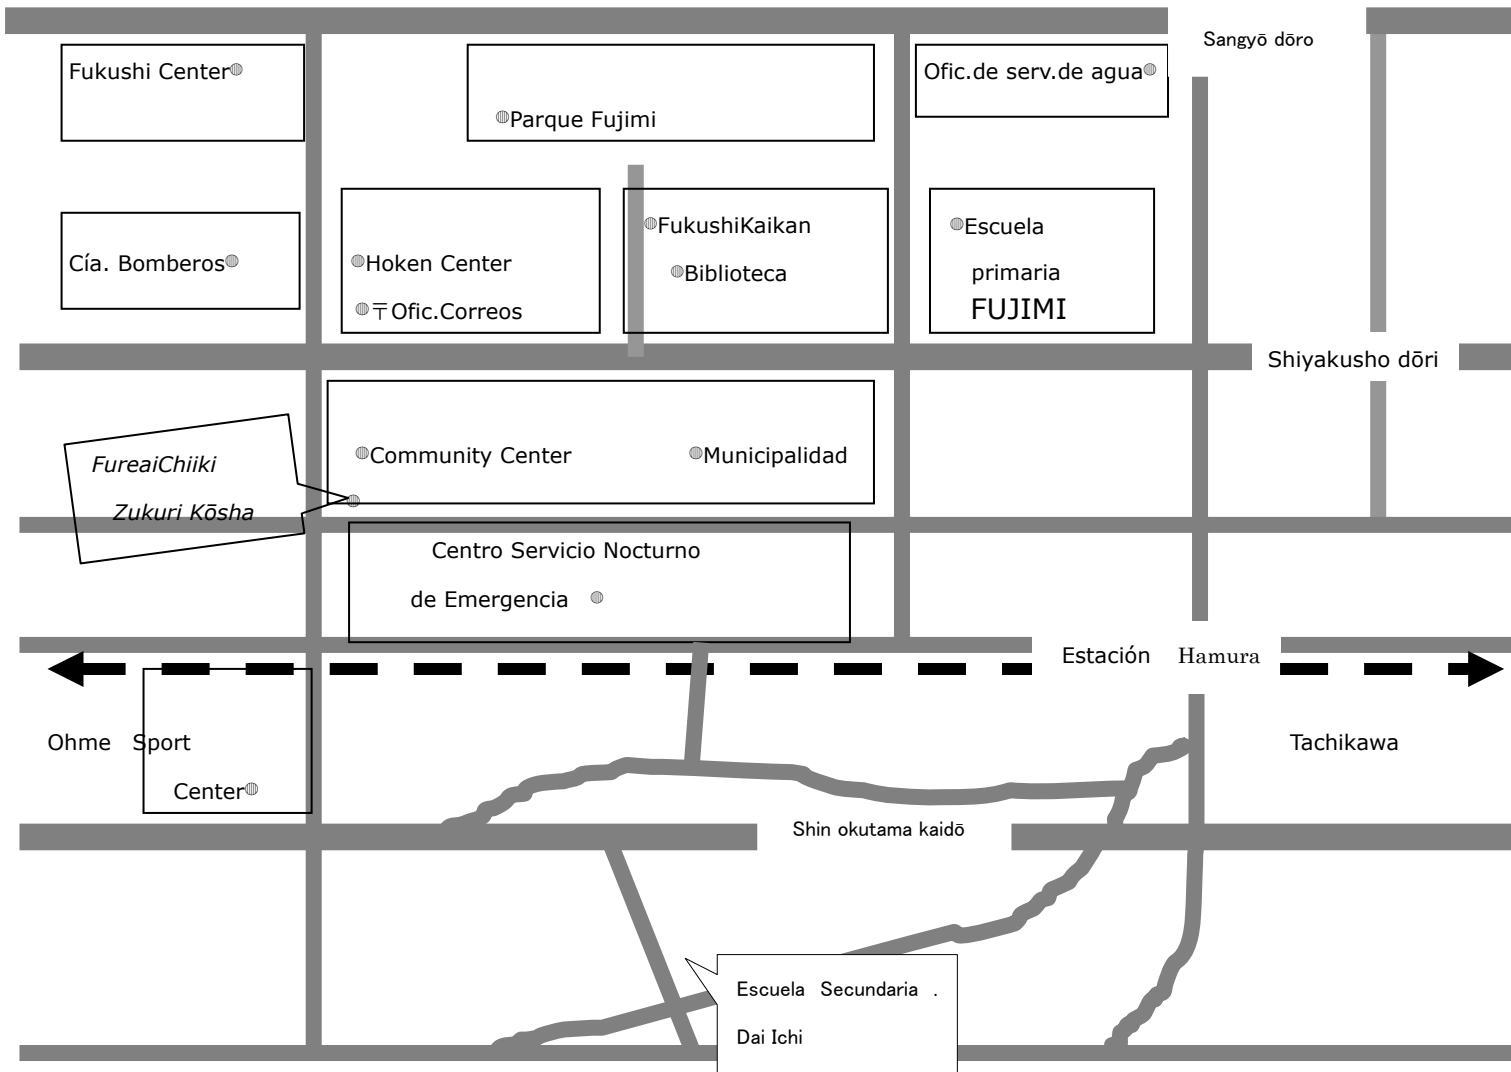 Sangyō dōro
Fukushi Center
Ofic.de serv.de agua
Parque Fujimi
FukushiKaikan
Escuela
Cía. Bomberos
Hoken Center
Biblioteca
primaria
〒Ofic.Correos
FUJIMI
Shiyakusho dōri
FureaiChiiki
Zukuri Kōsha
Community Center
Municipalidad
Centro Servicio Nocturno
de Emergencia
Estación Hamura
Ohme Sport
Center
Tachikawa
Shin okutama kaidō
Escuela Secundaria .
Dai Ichi